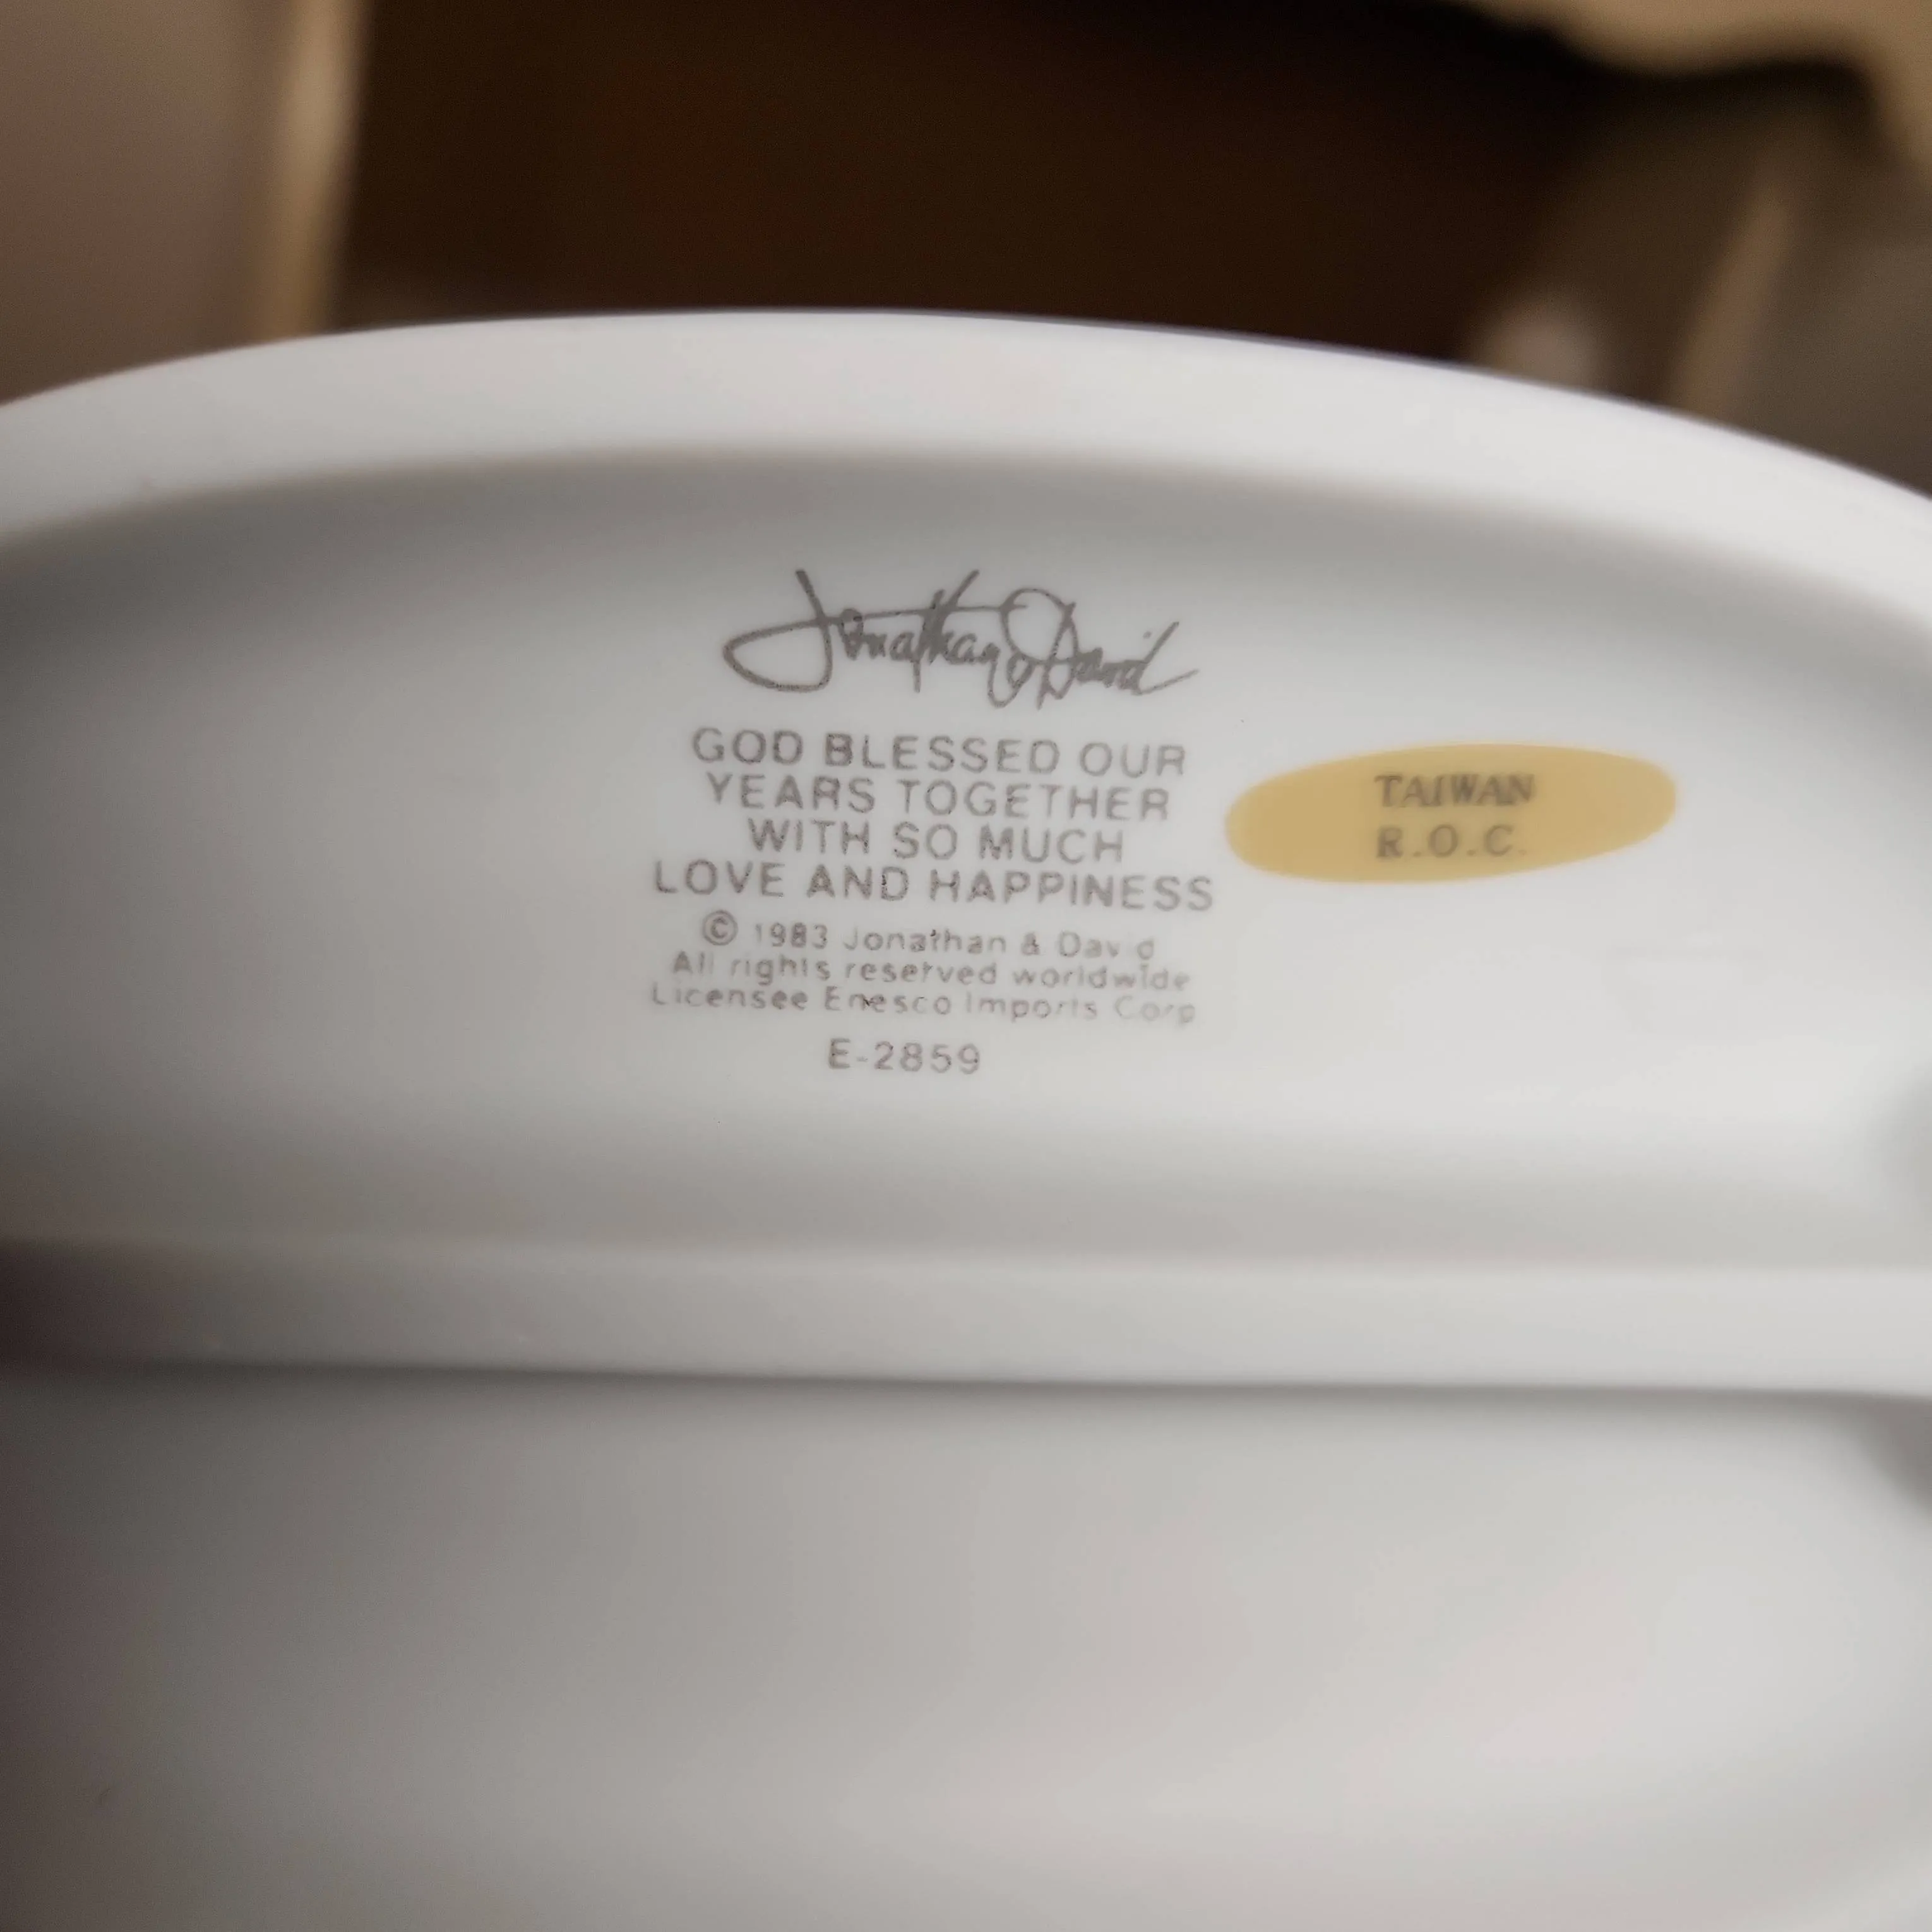 Jonathan & David
GOD BLESSED OUR
YEARS TOGETHER
WITH SO MUCH
LOVE AND HAPPINESS
© 1983 Jonathan & David
All rights reserved worldwide
Licensee Enesco Imports Corp
E-2859
TAIWAN
R.O.C.